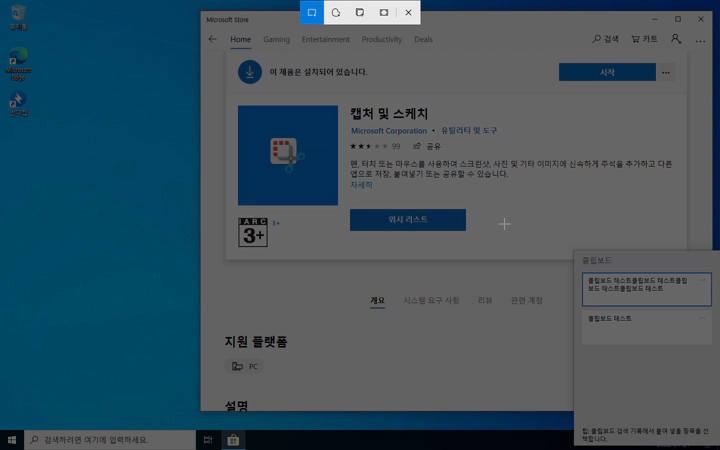 휴지통
Microsoft Edge
Microsoft Store
Home Gaming Entertainment Productivity Deals
검색
카트
이 제품은 설치되어 있습니다.
시작
캡처 및 스케치
Microsoft Corporation • 유틸리티 및 도구
99 공유
펜, 터치 또는 마우스를 사용하여 스크린샷, 사진 및 기타 이미지에 신속하게 주석을 추가하고 다른
앱으로 저장, 붙여넣기 또는 공유할 수 있습니다.
자세히
위시 리스트
IARC
3+
3+
개요 시스템 요구 사항 리뷰 관련 계정
지원 플랫폼
PC
설명
클립보드
클립보드 테스트클립보드 테스트클립
보드 테스트클립보드 테스트
클립보드 테스트
팁: 클립보드 검색 기록에서 붙여 넣을 항목을 선
택합니다.
검색하려면 여기에 입력하세요.